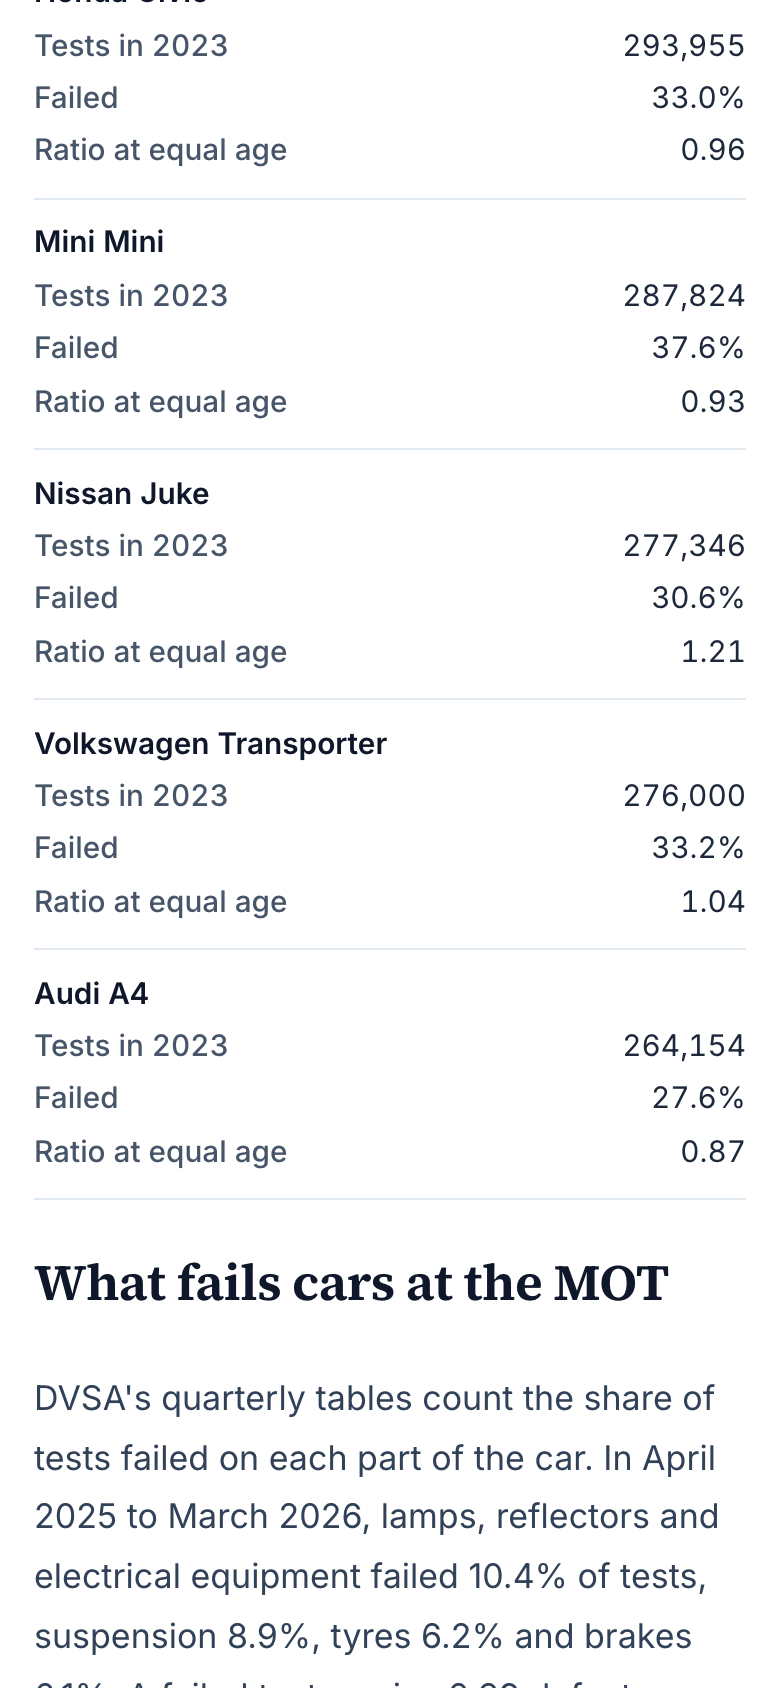 Honda Civic
Tests in 2023 293,955
Failed 33.0%
Ratio at equal age 0.96
Mini Mini
Tests in 2023 287,824
Failed 37.6%
Ratio at equal age 0.93
Nissan Juke
Tests in 2023 277,346
Failed 30.6%
Ratio at equal age 1.21
Volkswagen Transporter
Tests in 2023 276,000
Failed 33.2%
Ratio at equal age 1.04
Audi A4
Tests in 2023 264,154
Failed 27.6%
Ratio at equal age 0.87
What fails cars at the MOT
DVSA's quarterly tables count the share of
tests failed on each part of the car. In April
2025 to March 2026, lamps, reflectors and
electrical equipment failed 10.4% of tests,
suspension 8.9%, tyres 6.2% and brakes